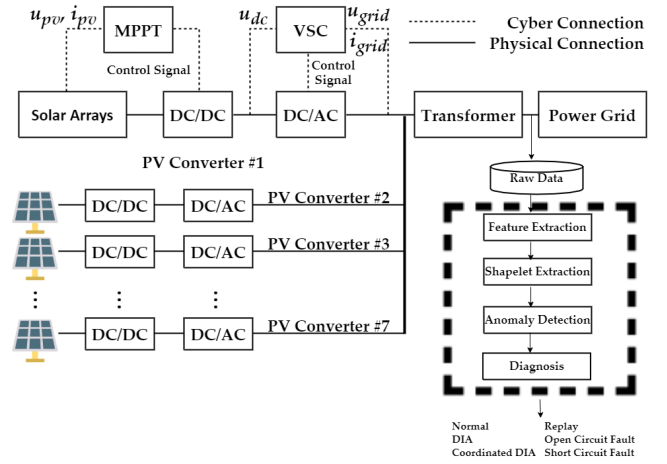 u_pv, i_pv
MPPT
Control Signal
u_dc
VSC
u_grid
i_grid
Control
Signal
Cyber Connection
Physical Connection
Solar Arrays
DC/DC
DC/AC
Transformer
Power Grid
PV Converter #1
DC/DC
DC/AC
PV Converter #2
DC/DC
DC/AC
PV Converter #3
DC/DC
DC/AC
PV Converter #7
Raw Data
Feature Extraction
Shapelet Extraction
Anomaly Detection
Diagnosis
Normal
DIA
Coordinated DIA
Replay
Open Circuit Fault
Short Circuit Fault